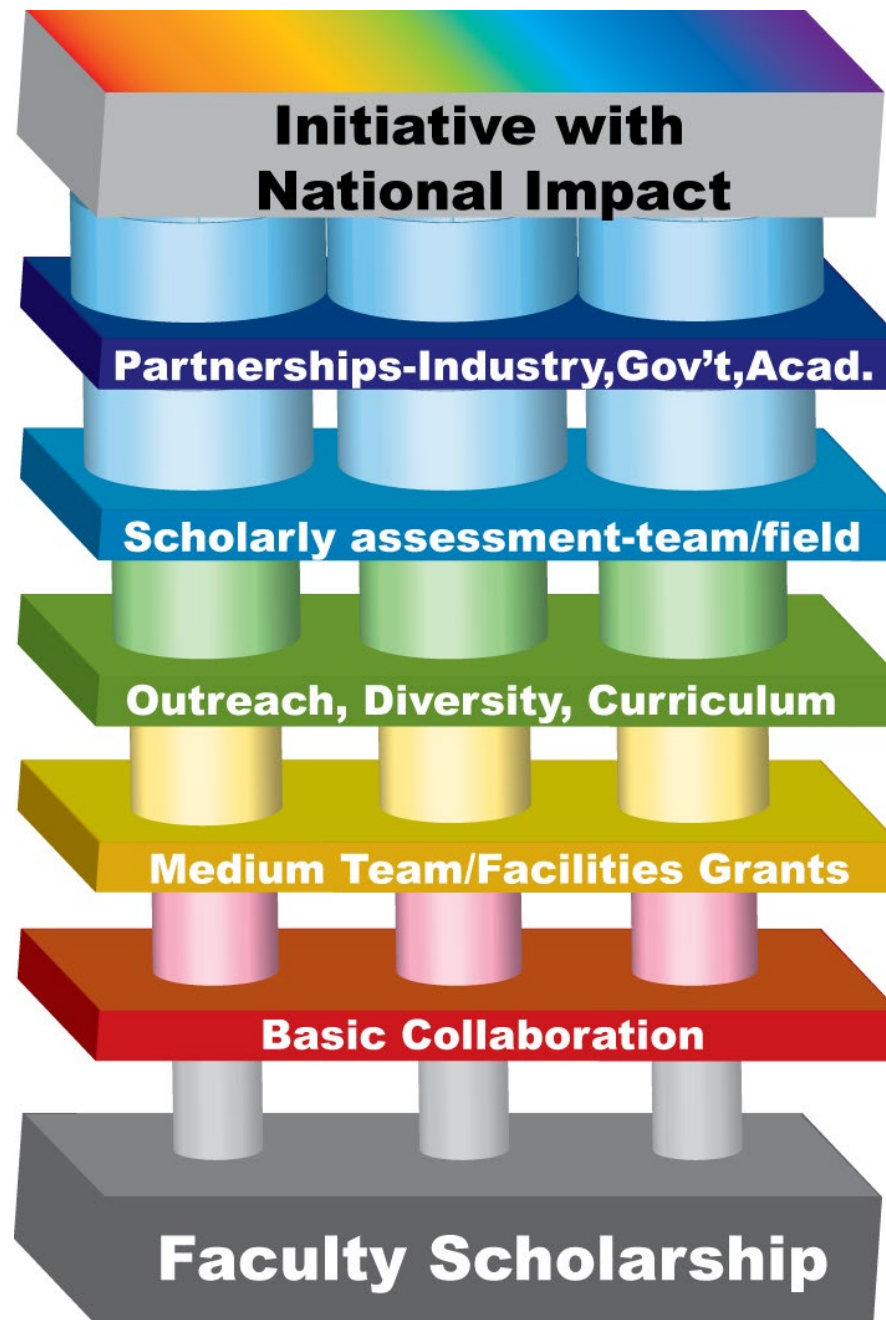 Initiative with
National Impact
Partnerships-Industry,Gov't,Acad.
Scholarly assessment-team/field
Outreach, Diversity, Curriculum
Medium Team/Facilities Grants
Basic Collaboration
Faculty Scholarship